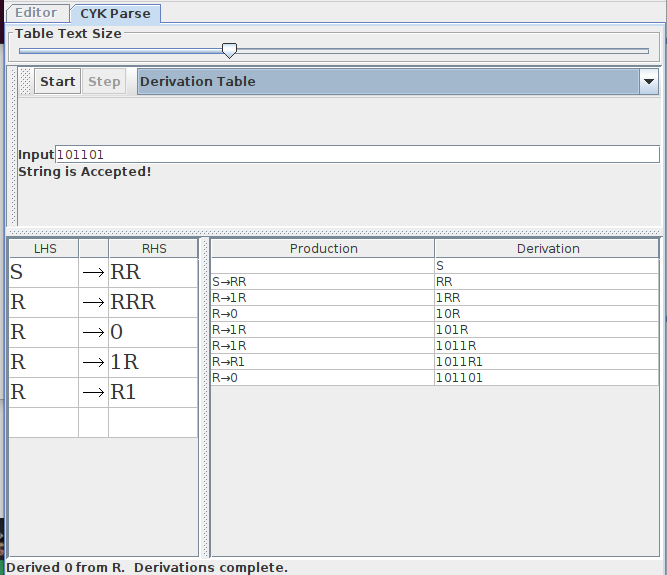 Editor CYK Parse
Table Text Size
Start Step Derivation Table
Input 101101
String is Accepted!
LHS RHS
S → RR
R → RRR
R → 0
R → 1R
R → R1
Production Derivation
S
S→RR RR
R→1R 1RR
R→0 10R
R→1R 101R
R→1R 1011R
R→R1 1011R1
R→0 101101
Derived 0 from R. Derivations complete.